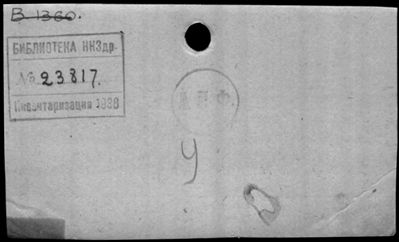 В 1360.
БИБЛИОТЕКА НКЗдр.
№ 23817.
Инвентаризация 1938
У